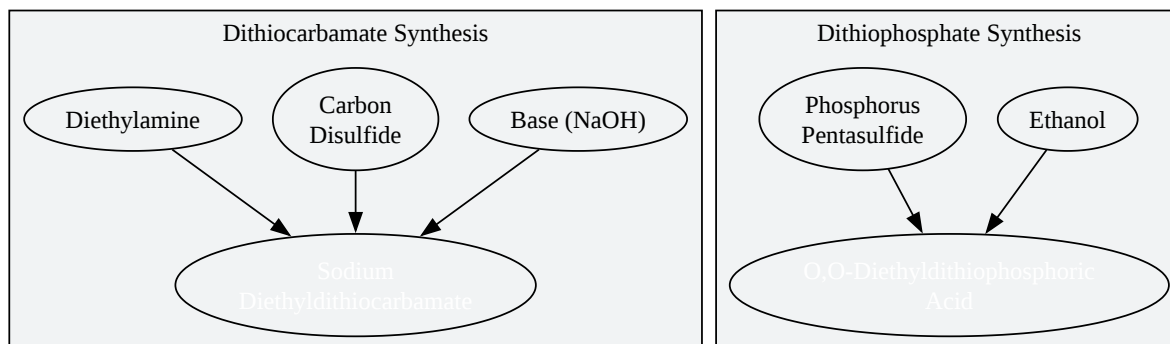 Dithiocarbamate Synthesis
Diethylamine
Carbon
Disulfide
Base (NaOH)
Sodium
Diethyldithiocarbamate
Dithiophosphate Synthesis
Phosphorus
Pentasulfide
Ethanol
O,O-Diethyldithiophosphoric
Acid